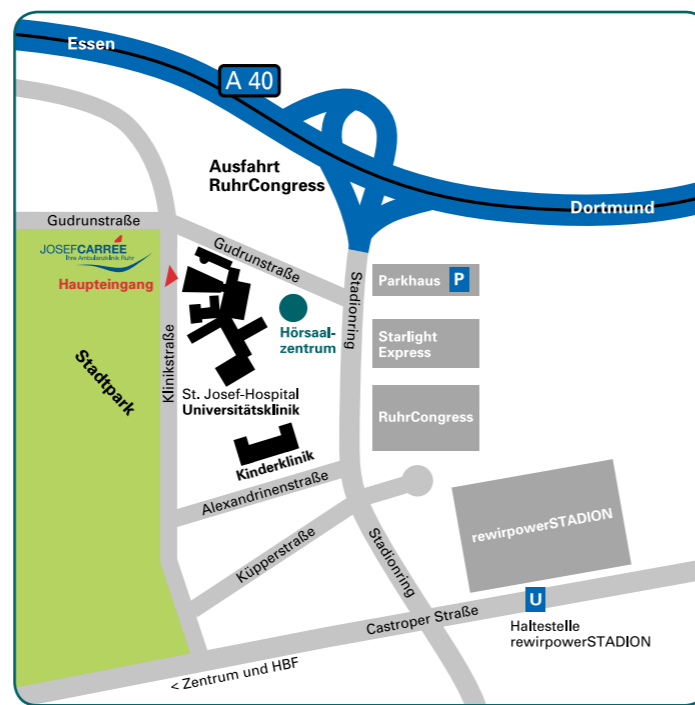 Essen
A 40
Ausfahrt
RuhrCongress
Dortmund
Gudrunstraße
Gudrunstraße
JOSEFCARRÉE
Ihre Ambulanzklinik Ruhr
Haupteingang
Stadionring
Parkhaus P
Hörsaal-
zentrum
Starlight
Express
Klinikstraße
Stadtpark
St. Josef-Hospital
Universitätsklinik
RuhrCongress
Kinderklinik
Alexandrinenstraße
Küpperstraße
Stadionring
rewirpowerSTADION
U
Castroper Straße
Haltestelle
rewirpowerSTADION
< Zentrum und HBF